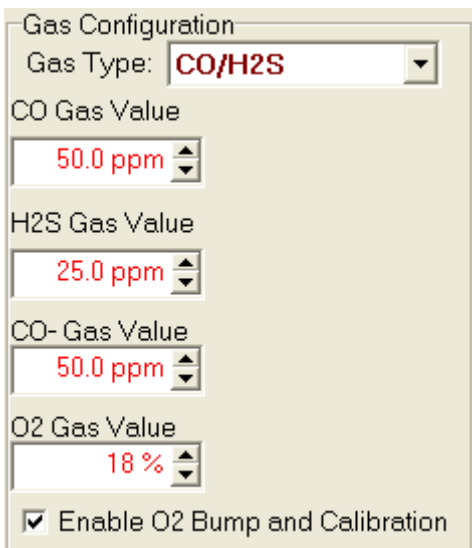 Gas Configuration
Gas Type: CO/H2S
CO Gas Value
50.0 ppm
H2S Gas Value
25.0 ppm
CO- Gas Value
50.0 ppm
O2 Gas Value
18 %
Enable O2 Bump and Calibration